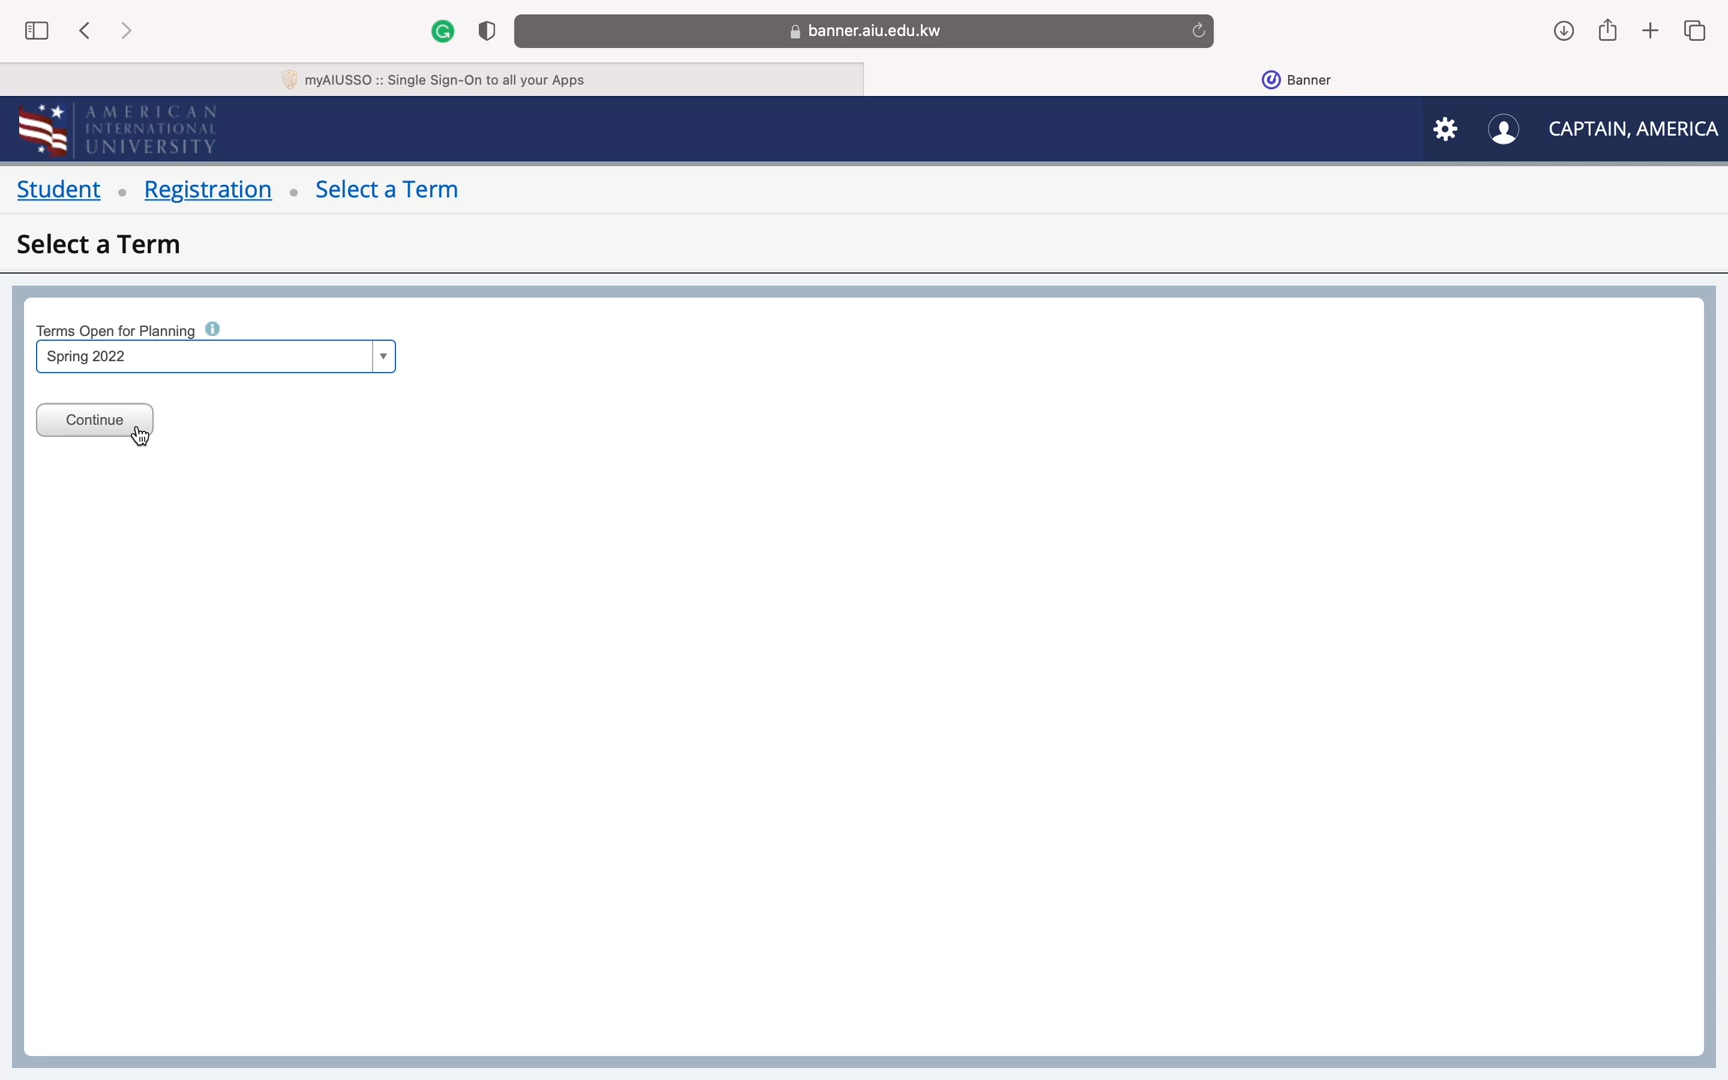 banner.aiu.edu.kw
myAIUSSO :: Single Sign-On to all your Apps
Banner
AMERICAN
INTERNATIONAL
UNIVERSITY
CAPTAIN, AMERICA
Student • Registration • Select a Term
Select a Term
Terms Open for Planning
Spring 2022
Continue